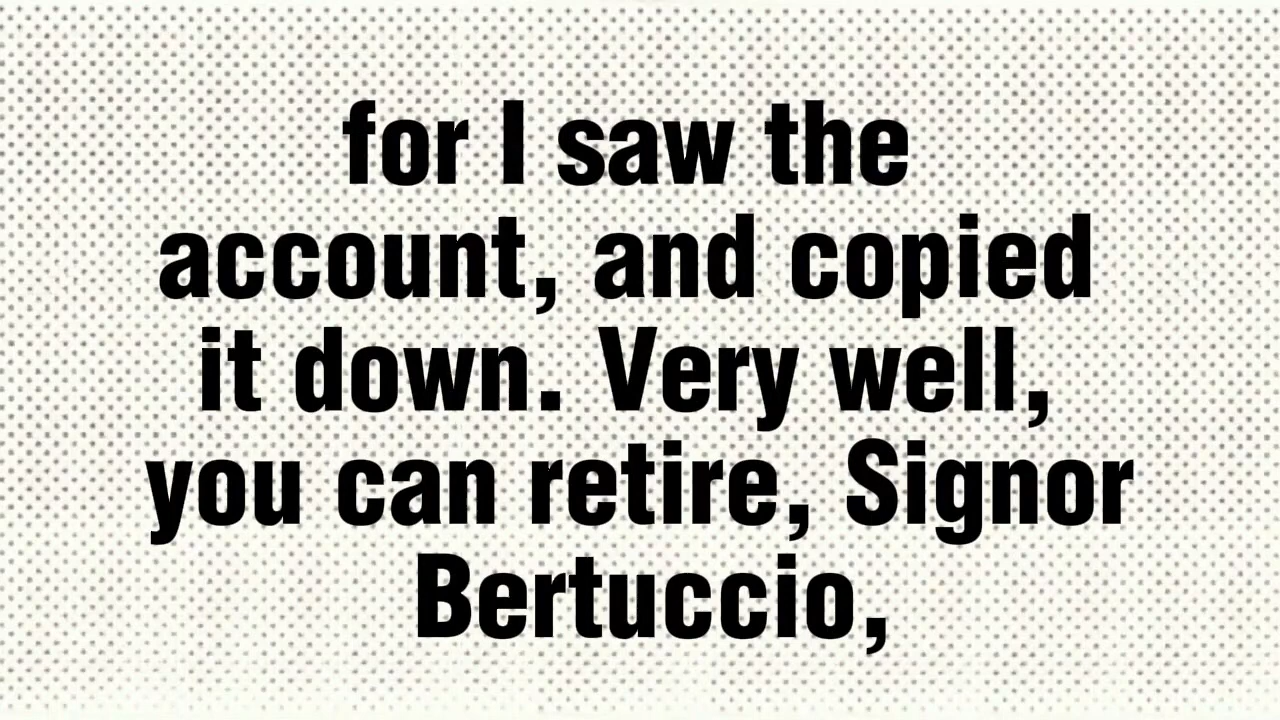 for I saw the
account, and copied
it down. Very well,
you can retire, Signor
Bertuccio,